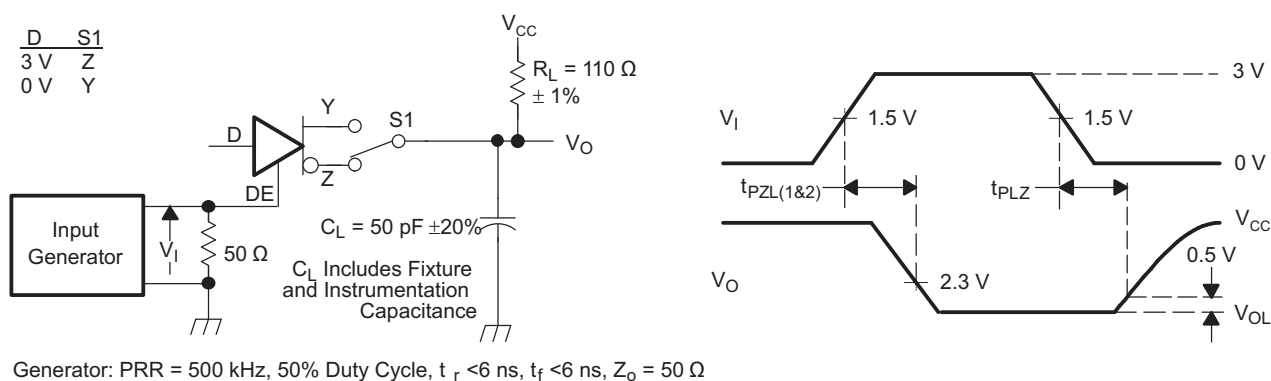 D S1
3 V Z
0 V Y
V_CC
R_L = 110 Ω
± 1%
Y
S1
D
V_O
Z
DE
Input
Generator
V_I
50 Ω
C_L = 50 pF ±20%
C_L Includes Fixture
and Instrumentation
Capacitance
3 V
V_I
1.5 V
1.5 V
0 V
t_PZL(1&2)
t_PLZ
V_CC
0.5 V
V_O
2.3 V
V_OL
Generator: PRR = 500 kHz, 50% Duty Cycle, t_r <6 ns, t_f <6 ns, Z_o = 50 Ω